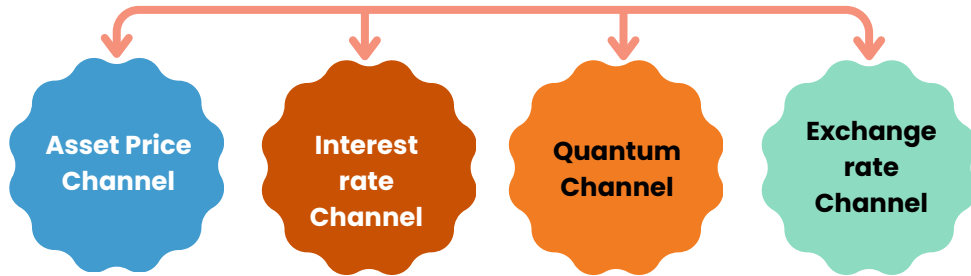 Asset Price
Channel
Interest
rate
Channel
Quantum
Channel
Exchange
rate
Channel